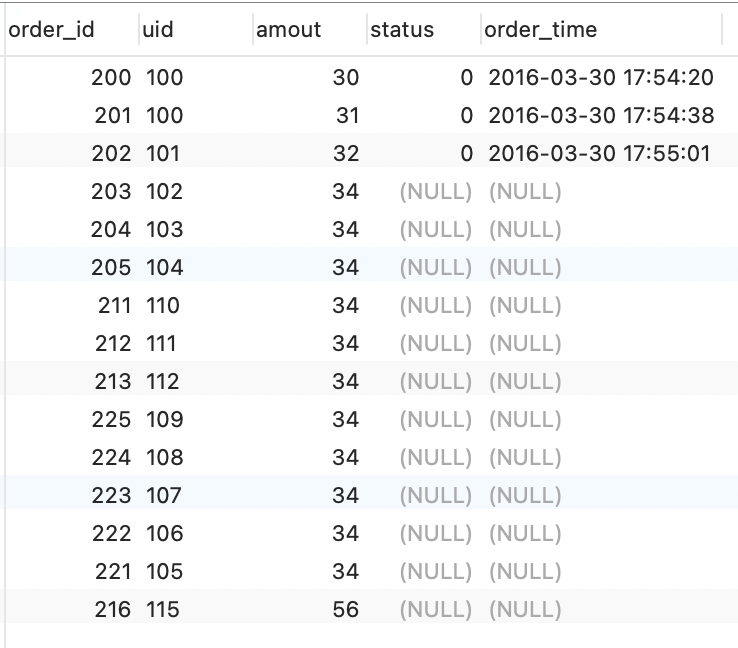 order_id uid amout status order_time
200 100 30 0 2016-03-30 17:54:20
201 100 31 0 2016-03-30 17:54:38
202 101 32 0 2016-03-30 17:55:01
203 102 34 (NULL) (NULL)
204 103 34 (NULL) (NULL)
205 104 34 (NULL) (NULL)
211 110 34 (NULL) (NULL)
212 111 34 (NULL) (NULL)
213 112 34 (NULL) (NULL)
225 109 34 (NULL) (NULL)
224 108 34 (NULL) (NULL)
223 107 34 (NULL) (NULL)
222 106 34 (NULL) (NULL)
221 105 34 (NULL) (NULL)
216 115 56 (NULL) (NULL)